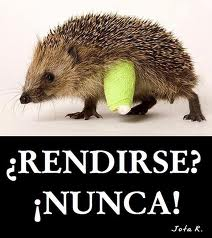 ¿RENDIRSE?
¡NUNCA!
Jota R.